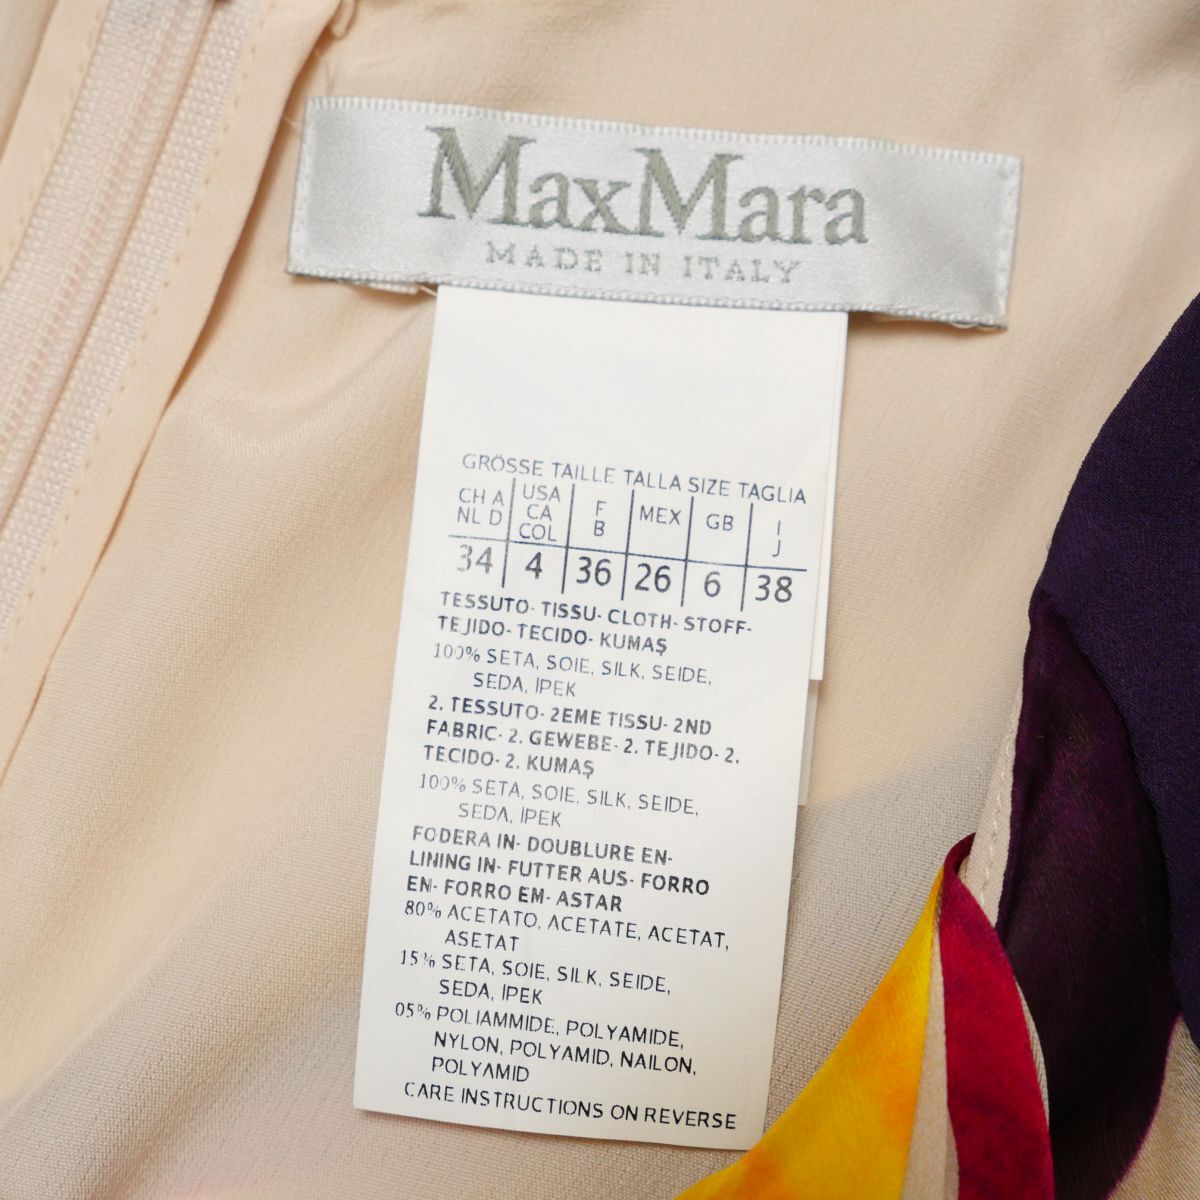 MaxMara
MADE IN ITALY
GRÖSSE TAILLE TALLA SIZE TAGLIA
CH A NL D | USA CA COL | F B | MEX | GB | I J
34 | 4 | 36 | 26 | 6 | 38
TESSUTO- TISSU- CLOTH- STOFF-
TEJIDO- TECIDO- KUMAŞ
100% SETA, SOIE, SILK, SEIDE,
SEDA, İPEK
2. TESSUTO- 2EME TISSU- 2ND
FABRIC- 2. GEWEBE- 2. TEJIDO- 2.
TECIDO- 2. KUMAŞ
100% SETA, SOIE, SILK, SEIDE,
SEDA, İPEK
FODERA IN- DOUBLURE EN-
LINING IN- FUTTER AUS- FORRO
EN- FORRO EM- ASTAR
80% ACETATO, ACETATE, ACETAT,
ASETAT
15% SETA, SOIE, SILK, SEIDE,
SEDA, İPEK
05% POLIAMMIDE, POLYAMIDE,
NYLON, POLYAMID, NAILON,
POLYAMID
CARE INSTRUCTIONS ON REVERSE